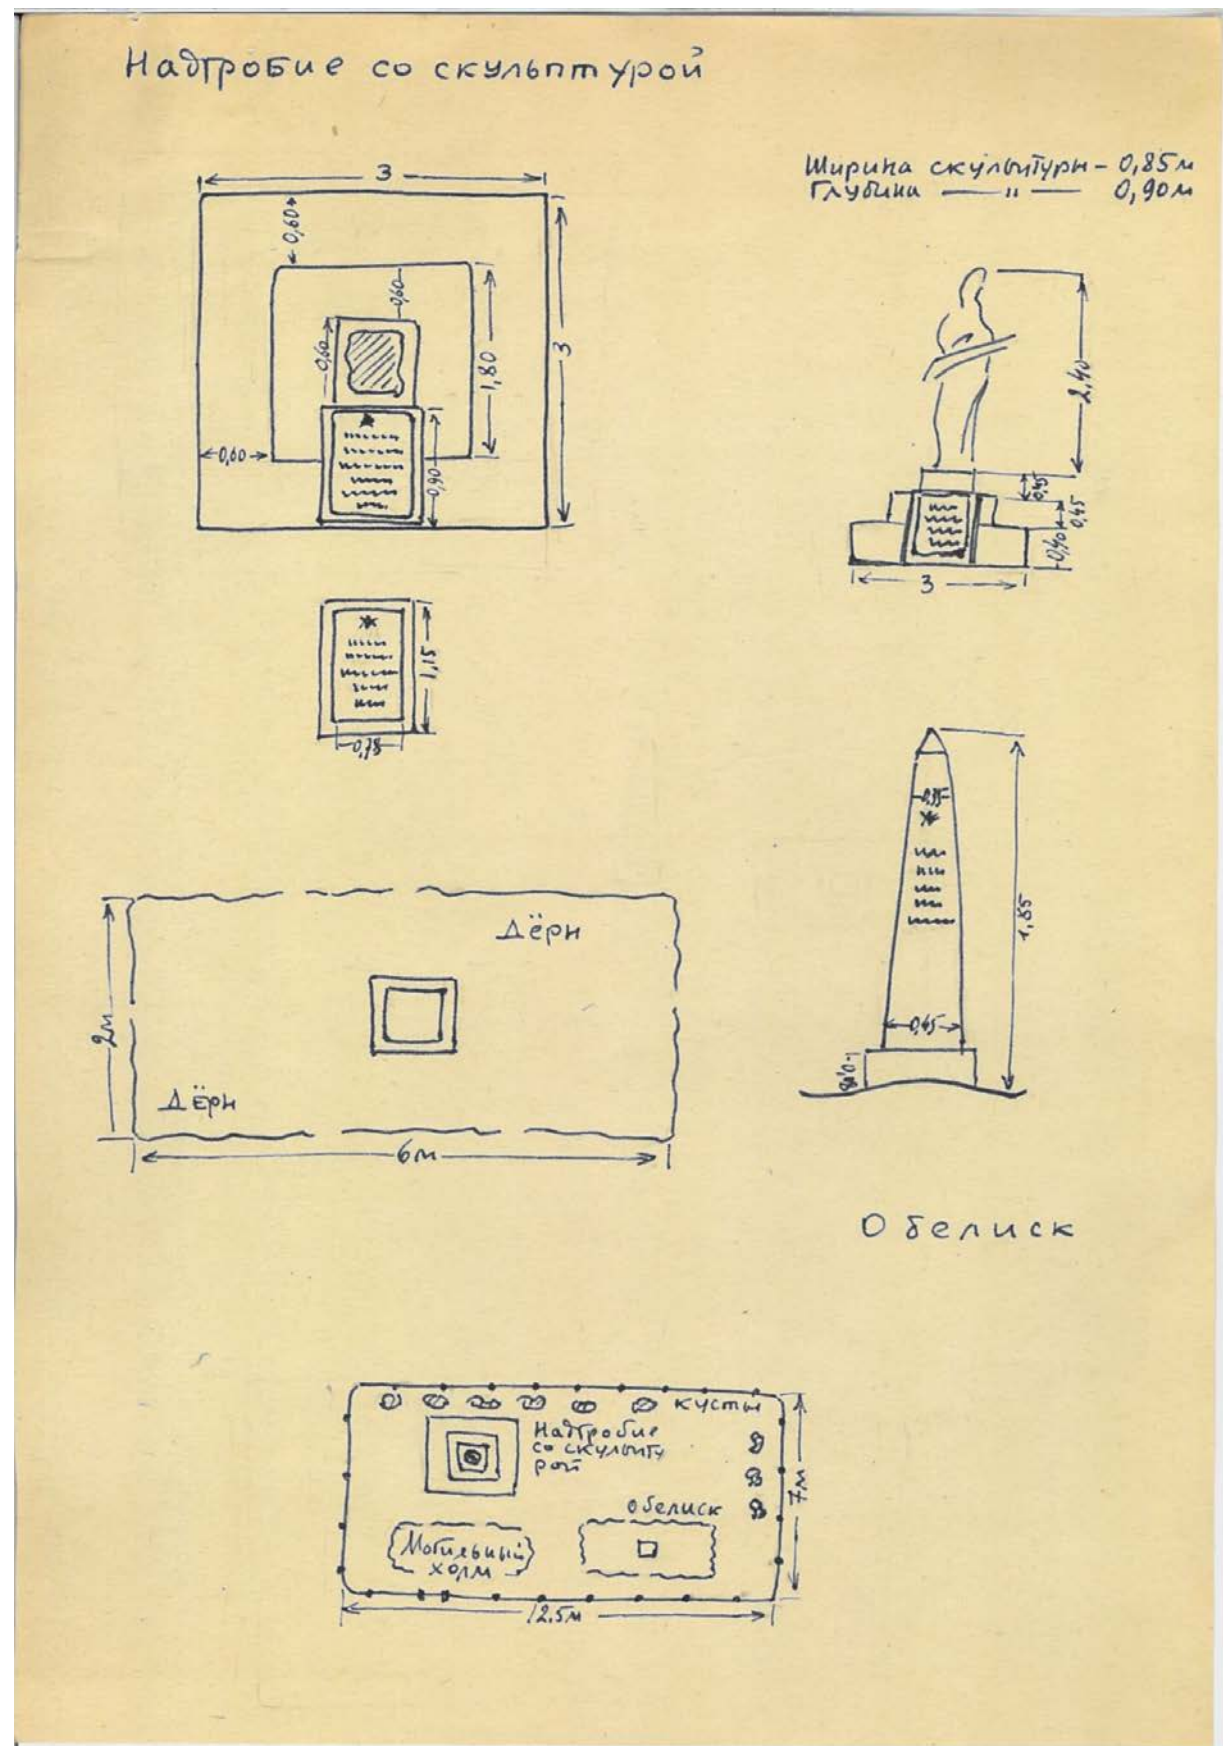 Надгробие со скульптурой
Ширина скульптуры - 0,85м
Глубина — " — 0,90м
3
0,60
0,60
0,60
1,80
3
0,60
0,90
2,40
0,45
0,45
0,40
3
1,15
0,78
0,35
1,85
0,45
Дёрн
2м
Дёрн
6м
Обелиск
кусты
Надгробие
со скульпту
рой
7м
Обелиск
Могильный
холм
12.5м